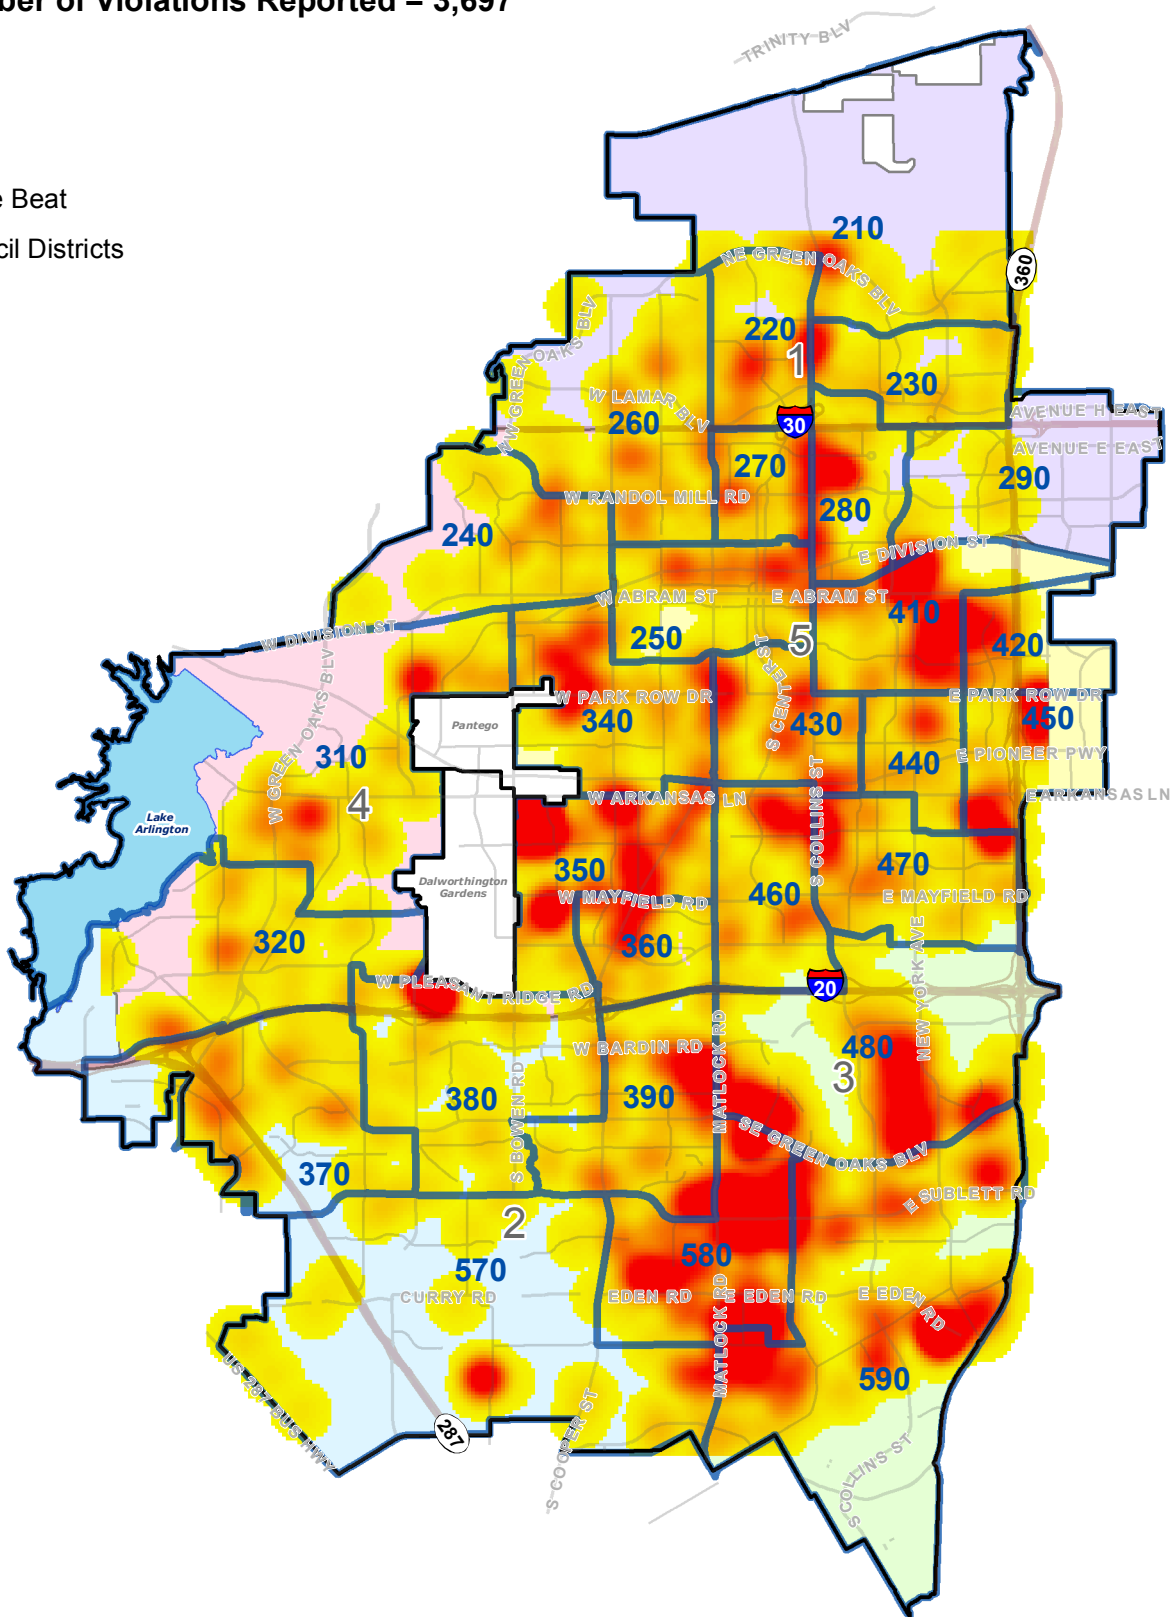 ber of Violations Reported = 3,697
e Beat
cil Districts
TRINITY BLV
210
360
NE GREEN OAKS BLV
220
1
230
W GREEN OAKS BLV
W LAMAR BLV
260
30
AVENUE H EAST
AVENUE E EAST
270
290
W RANDOL MILL RD
280
240
E DIVISION ST
W ABRAM ST
E ABRAM ST
410
250
5
420
W DIVISION ST
S CENTER ST
W PARK ROW DR
E PARK ROW DR
Pantego
340
430
450
W GREEN OAKS BLV
310
440
E PIONEER PWY
W ARKANSAS LN
E ARKANSAS LN
4
Lake
Arlington
S COLLINS ST
350
470
Dalworthington
Gardens
W MAYFIELD RD
460
E MAYFIELD RD
320
360
W PLEASANT RIDGE RD
20
NEW YORK AVE
W BARDIN RD
480
MATLOCK RD
3
380
390
S BOWEN RD
SE GREEN OAKS BLV
370
E SUBLETT RD
2
580
570
CURRY RD
EDEN RD
E EDEN RD
E EDEN RD
MATLOCK RD
590
US 287 BUS HWY
287
S COOPER ST
S COLLINS ST